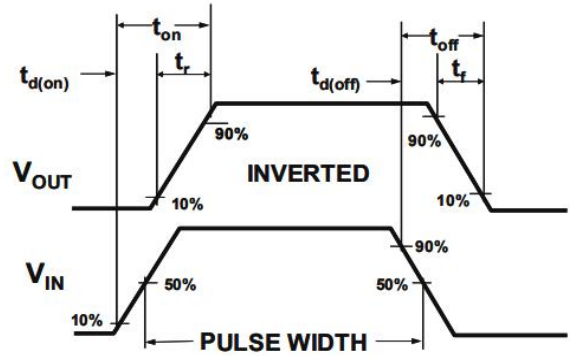 t_on
t_off
t_d(on)
t_r
t_d(off)
t_f
90%
90%
V_OUT
INVERTED
10%
10%
90%
V_IN
50%
50%
10%
PULSE WIDTH